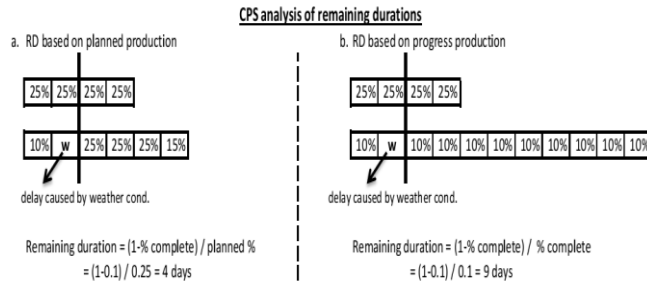 CPS analysis of remaining durations
a. RD based on planned production
25% 25% 25% 25%
10% w 25% 25% 25% 15%
delay caused by weather cond.
Remaining duration = (1-% complete) / planned %
= (1-0.1) / 0.25 = 4 days
b. RD based on progress production
25% 25% 25% 25%
10% w 10% 10% 10% 10% 10% 10% 10% 10% 10%
delay caused by weather cond.
Remaining duration = (1-% complete) / % complete
= (1-0.1) / 0.1 = 9 days